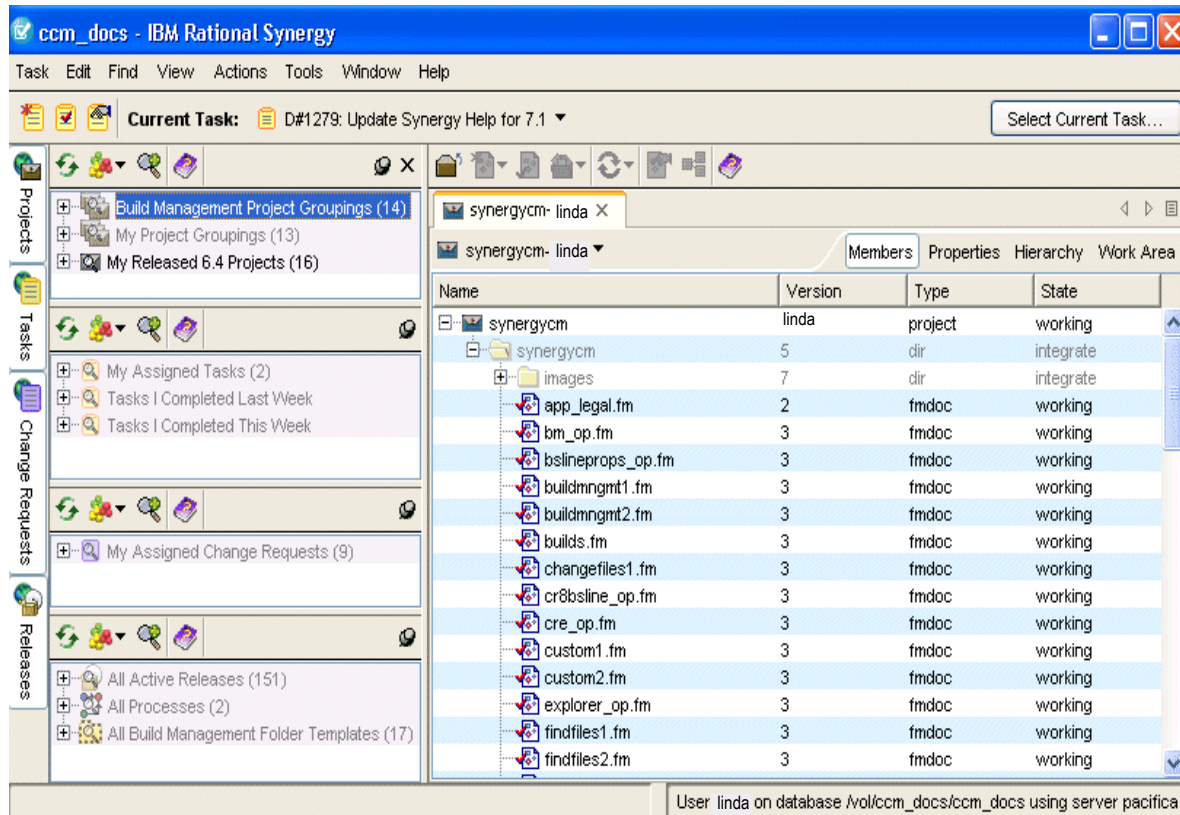 ccm_docs - IBM Rational Synergy
Task Edit Find View Actions Tools Window Help
Current Task: D#1279: Update Synergy Help for 7.1
Select Current Task...
Projects
Build Management Project Groupings (14)
My Project Groupings (13)
My Released 6.4 Projects (16)
Tasks
My Assigned Tasks (2)
Tasks I Completed Last Week
Tasks I Completed This Week
Change Requests
My Assigned Change Requests (9)
Releases
All Active Releases (151)
All Processes (2)
All Build Management Folder Templates (17)
synergycm- linda
synergycm- linda
Members Properties Hierarchy Work Area
Name Version Type State
synergycm linda project working
synergycm 5 dir integrate
images 7 dir integrate
app_legal.fm 2 fmdoc working
bm_op.fm 3 fmdoc working
bslineprops_op.fm 3 fmdoc working
buildmngmt1.fm 3 fmdoc working
buildmngmt2.fm 3 fmdoc working
builds.fm 3 fmdoc working
changefiles1.fm 3 fmdoc working
cr8bsline_op.fm 3 fmdoc working
cre_op.fm 3 fmdoc working
custom1.fm 3 fmdoc working
custom2.fm 3 fmdoc working
explorer_op.fm 3 fmdoc working
findfiles1.fm 3 fmdoc working
findfiles2.fm 3 fmdoc working
User linda on database /vol/ccm_docs/ccm_docs using server pacifica